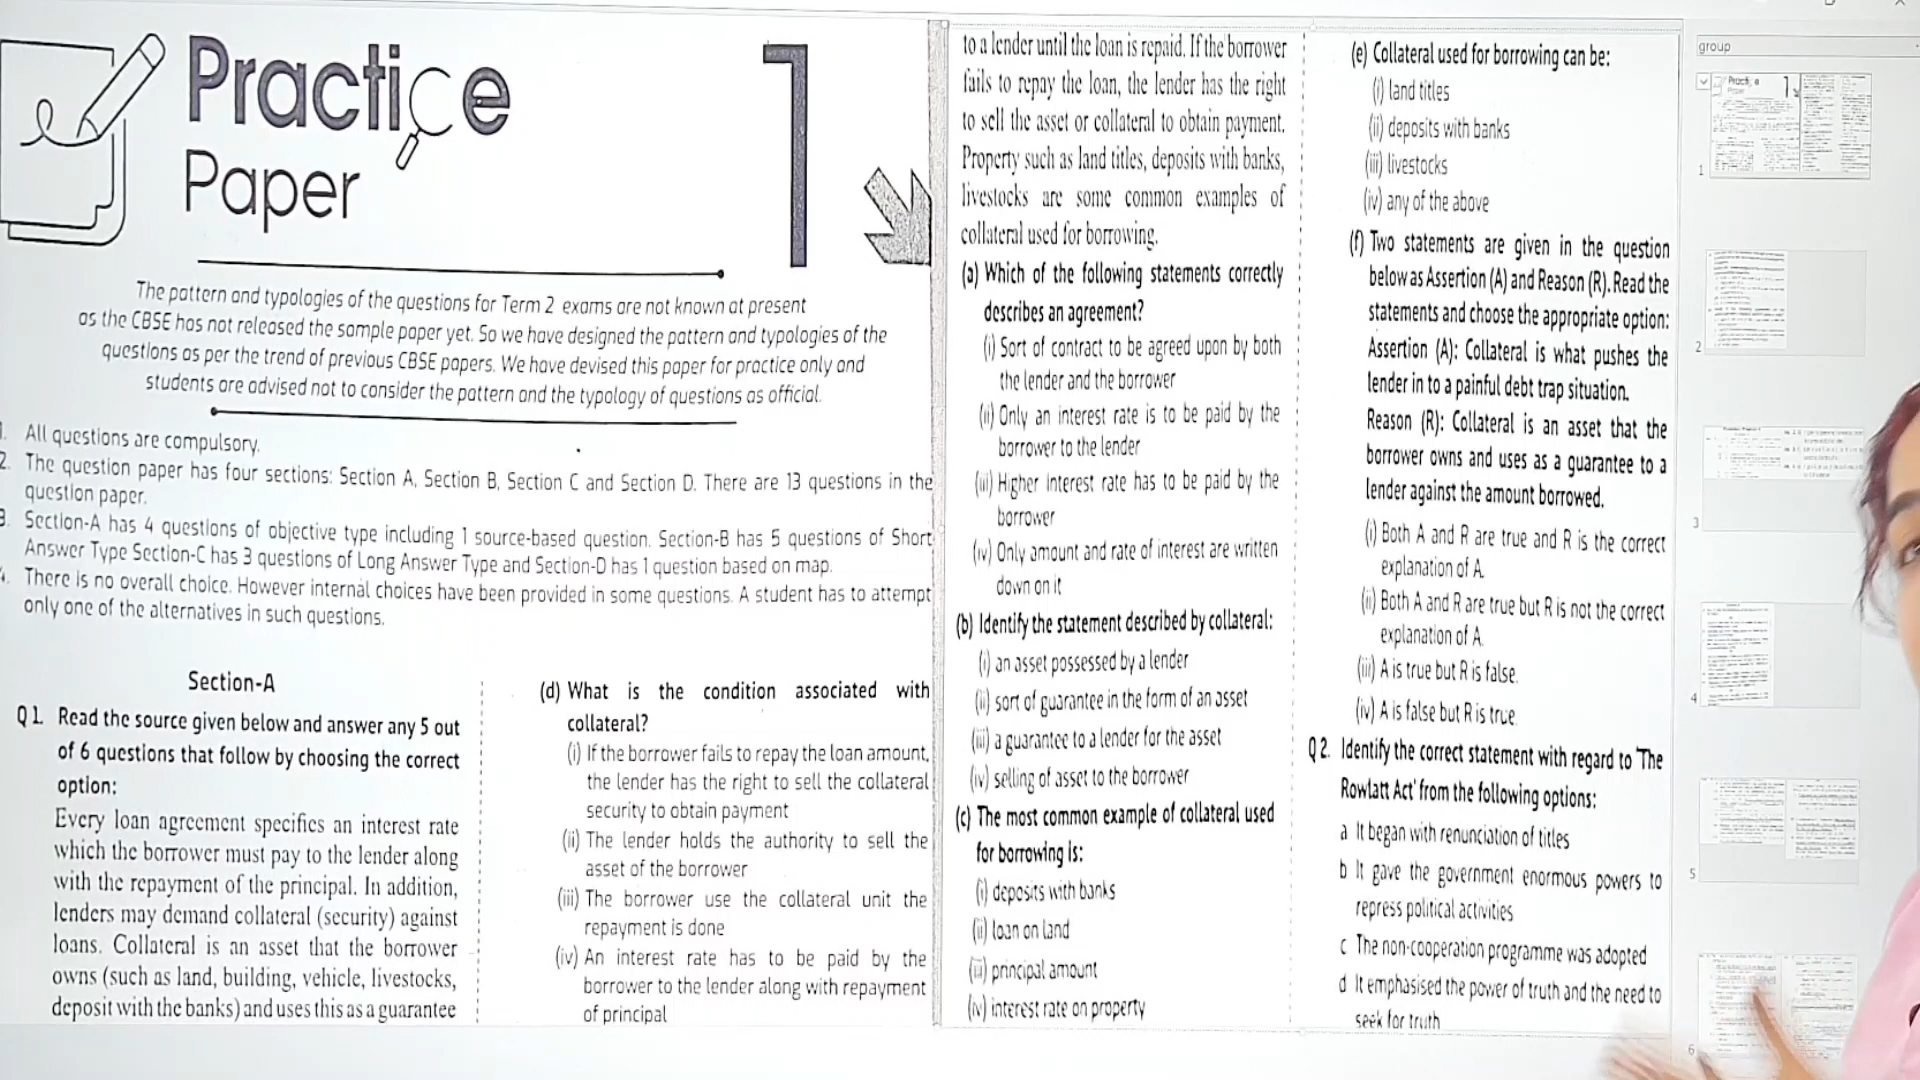 Practice
Paper
1
The pattern and typologies of the questions for Term 2 exams are not known at present
as the CBSE has not released the sample paper yet. So we have designed the pattern and typologies of the
questions as per the trend of previous CBSE papers. We have devised this paper for practice only and
students are advised not to consider the pattern and the typology of questions as official.
1. All questions are compulsory.
2. The question paper has four sections: Section A, Section B, Section C and Section D. There are 13 questions in the
question paper.
3. Section-A has 4 questions of objective type including 1 source-based question. Section-B has 5 questions of Short
Answer Type Section-C has 3 questions of Long Answer Type and Section-D has 1 question based on map.
4. There is no overall choice. However internal choices have been provided in some questions. A student has to attempt
only one of the alternatives in such questions.
Section-A
Q 1. Read the source given below and answer any 5 out
of 6 questions that follow by choosing the correct
option:
Every loan agreement specifies an interest rate
which the borrower must pay to the lender along
with the repayment of the principal. In addition,
lenders may demand collateral (security) against
loans. Collateral is an asset that the borrower
owns (such as land, building, vehicle, livestocks,
deposit with the banks) and uses this as a guarantee
(d) What is the condition associated with
collateral?
(i) If the borrower fails to repay the loan amount,
the lender has the right to sell the collateral
security to obtain payment
(ii) The lender holds the authority to sell the
asset of the borrower
(iii) The borrower use the collateral unit the
repayment is done
(iv) An interest rate has to be paid by the
borrower to the lender along with repayment
of principal
to a lender until the loan is repaid. If the borrower
fails to repay the loan, the lender has the right
to sell the asset or collateral to obtain payment.
Property such as land titles, deposits with banks,
livestocks are some common examples of
collateral used for borrowing.
(a) Which of the following statements correctly
describes an agreement?
(i) Sort of contract to be agreed upon by both
the lender and the borrower
(ii) Only an interest rate is to be paid by the
borrower to the lender
(iii) Higher interest rate has to be paid by the
borrower
(iv) Only amount and rate of interest are written
down on it
(b) Identify the statement described by collateral:
(i) an asset possessed by a lender
(ii) sort of guarantee in the form of an asset
(iii) a guarantee to a lender for the asset
(iv) selling of asset to the borrower
(c) The most common example of collateral used
for borrowing is:
(i) deposits with banks
(ii) loan on land
(iii) principal amount
(iv) interest rate on property
(e) Collateral used for borrowing can be:
(i) land titles
(ii) deposits with banks
(iii) livestocks
(iv) any of the above
(f) Two statements are given in the question
below as Assertion (A) and Reason (R). Read the
statements and choose the appropriate option:
Assertion (A): Collateral is what pushes the
lender in to a painful debt trap situation.
Reason (R): Collateral is an asset that the
borrower owns and uses as a guarantee to a
lender against the amount borrowed.
(i) Both A and R are true and R is the correct
explanation of A.
(ii) Both A and R are true but R is not the correct
explanation of A.
(iii) A is true but R is false.
(iv) A is false but R is true.
Q 2. Identify the correct statement with regard to 'The
Rowlatt Act' from the following options:
a It began with renunciation of titles
b It gave the government enormous powers to
repress political activities
c The non-cooperation programme was adopted
d It emphasised the power of truth and the need to
seek for truth
group
1
2
3
4
5
6